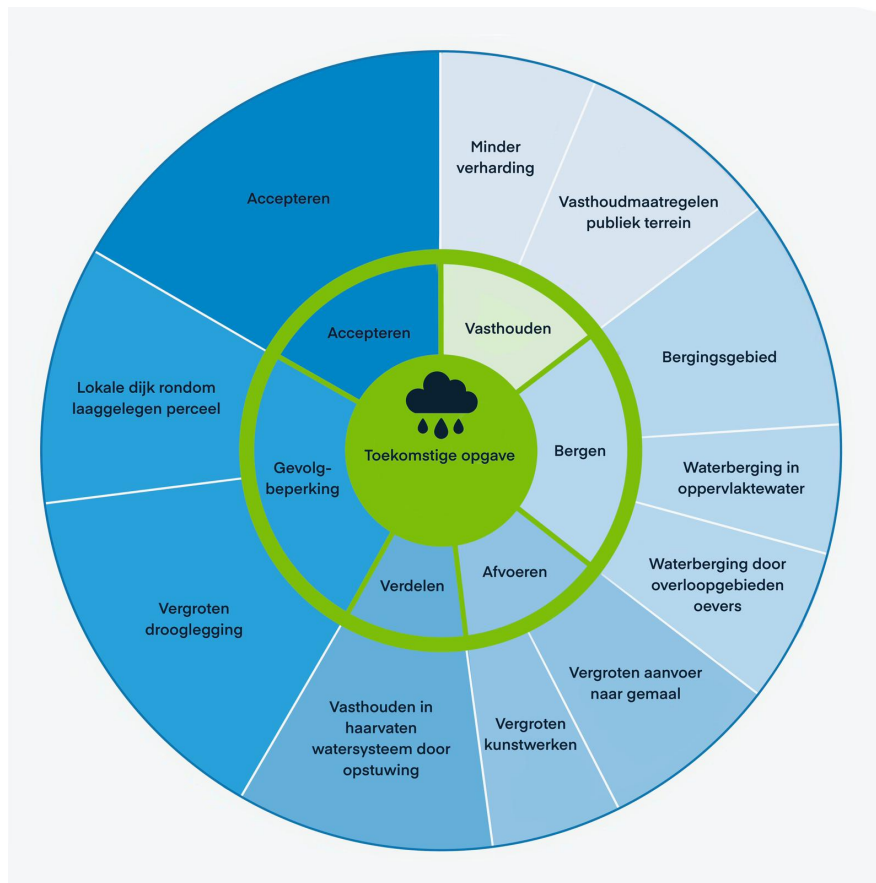 Toekomstige opgave
Vasthouden
Bergen
Afvoeren
Verdelen
Gevolg-
beperking
Accepteren
Minder
verharding
Vasthoudmaatregelen
publiek terrein
Bergingsgebied
Waterberging in
oppervlaktewater
Waterberging door
overloopgebieden
oevers
Vergroten aanvoer
naar gemaal
Vergroten
kunstwerken
Vasthouden in
haarvaten
watersysteem door
opstuwing
Vergroten
drooglegging
Lokale dijk rondom
laaggelegen perceel
Accepteren